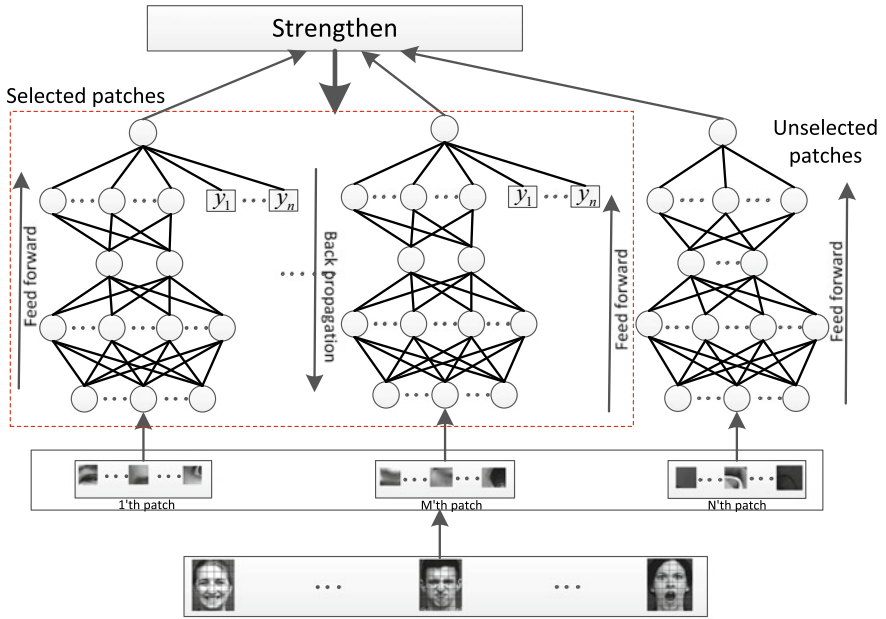 Strengthen
Selected patches
Unselected
patches
y1 ... yn
y1 ... yn
Feed forward
Back propagation
Feed forward
Feed forward
1'th patch
M'th patch
N'th patch